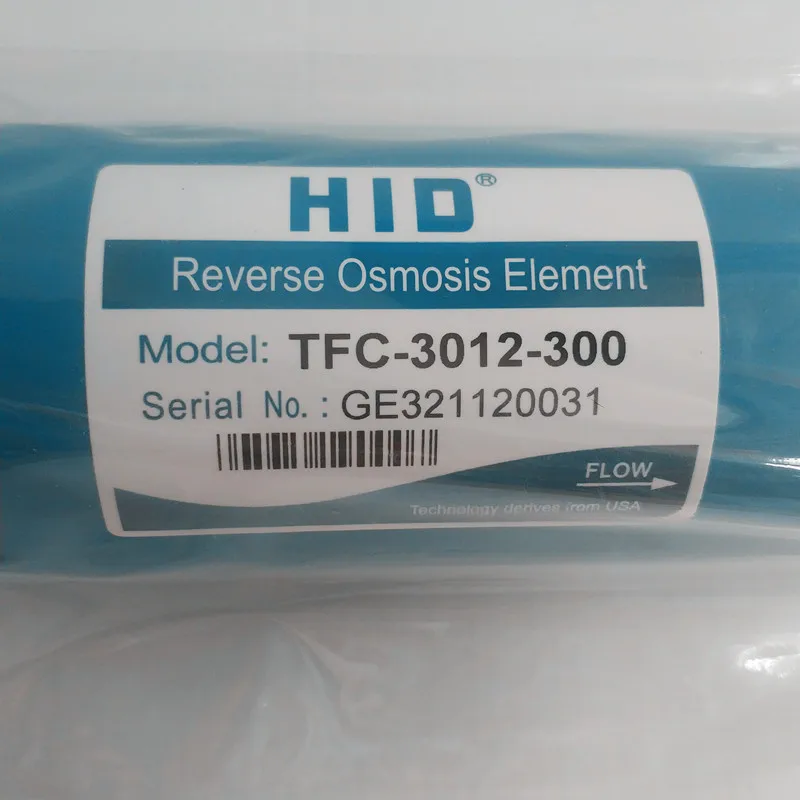 HID®
Reverse Osmosis Element
Model: TFC-3012-300
Serial No.: GE321120031
FLOW
Technology derives from USA